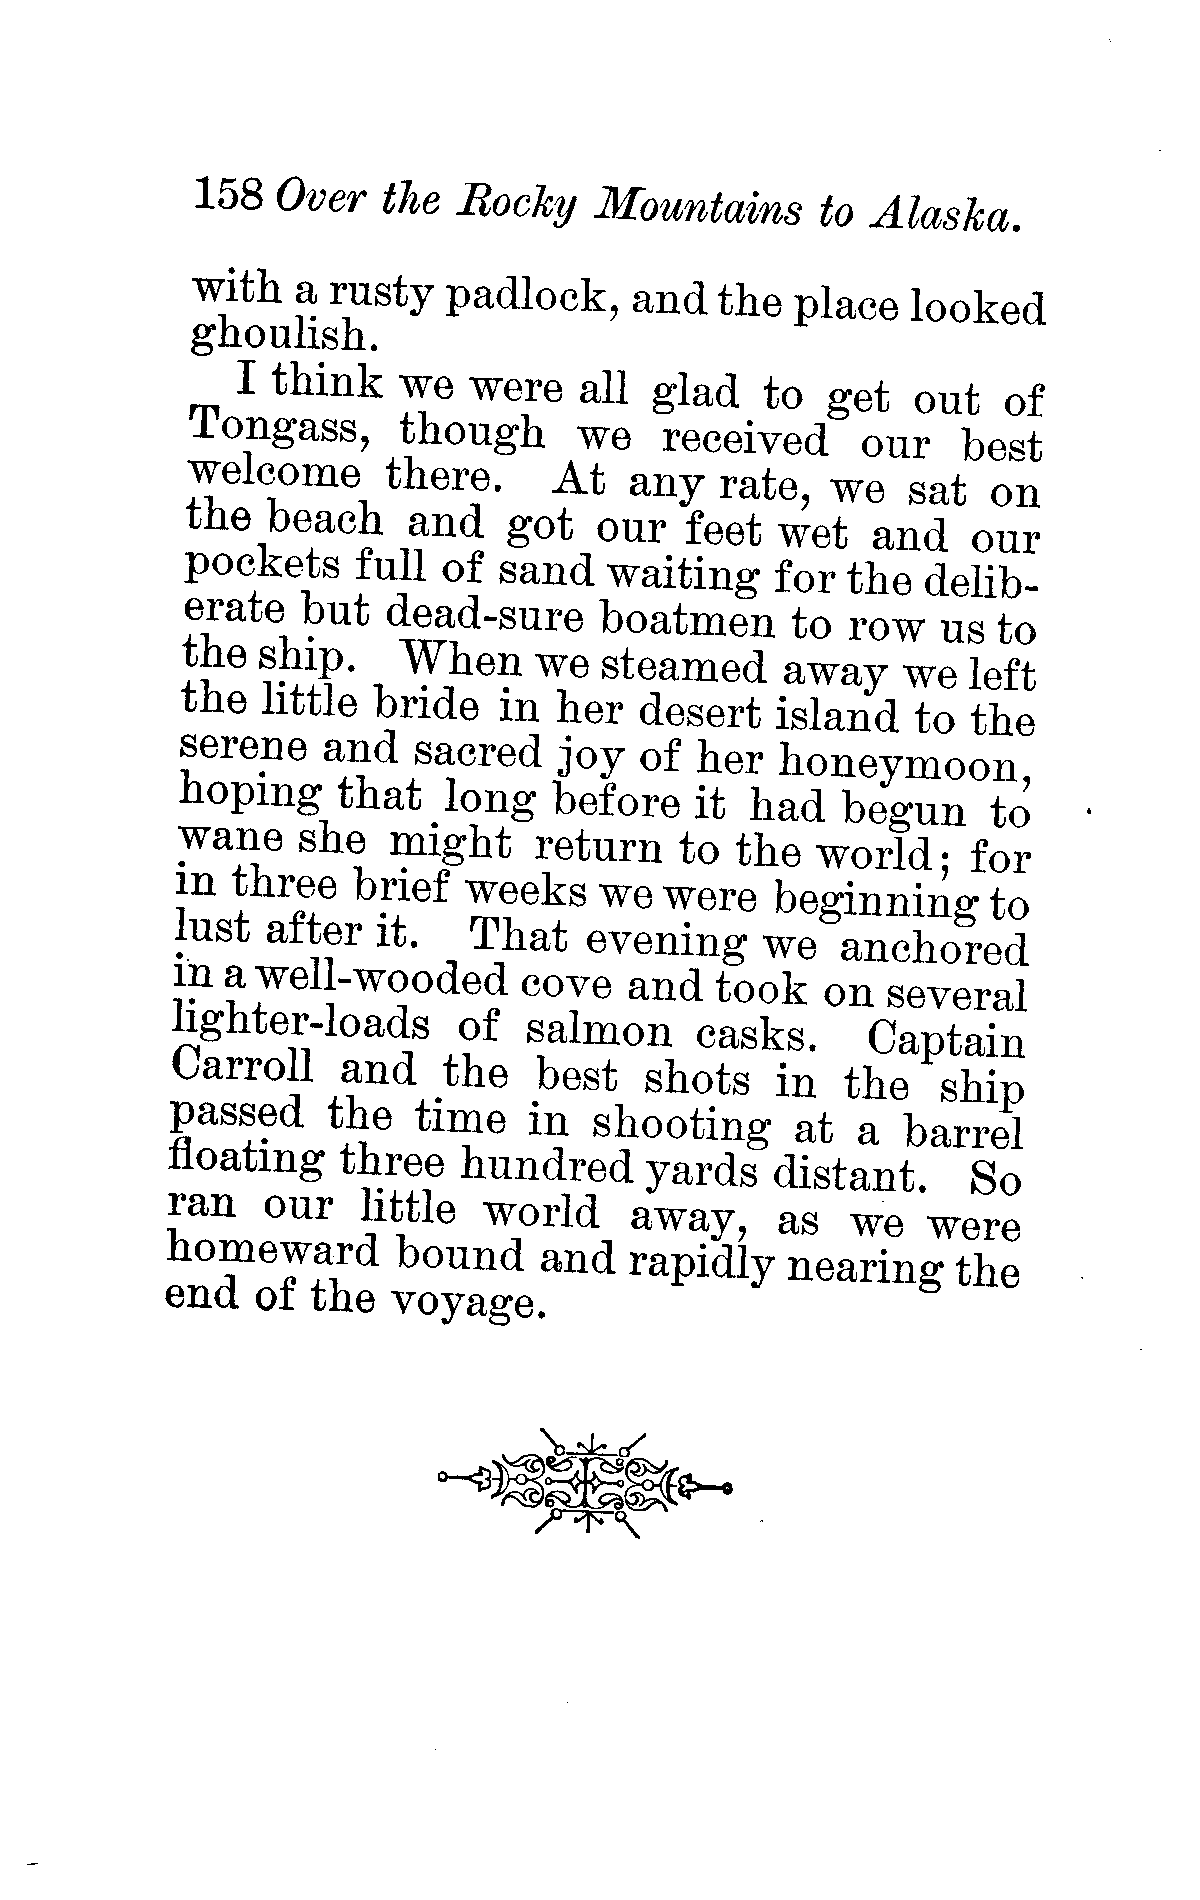 158 Over the Rocky Mountains to Alaska.
with a rusty padlock, and the place looked
ghoulish.
I think we were all glad to get out of
Tongass, though we received our best
welcome there. At any rate, we sat on
the beach and got our feet wet and our
pockets full of sand waiting for the delib-
erate but dead-sure boatmen to row us to
the ship. When we steamed away we left
the little bride in her desert island to the
serene and sacred joy of her honeymoon,
hoping that long before it had begun to
wane she might return to the world; for
in three brief weeks we were beginning to
lust after it. That evening we anchored
in a well-wooded cove and took on several
lighter-loads of salmon casks. Captain
Carroll and the best shots in the ship
passed the time in shooting at a barrel
floating three hundred yards distant. So
ran our little world away, as we were
homeward bound and rapidly nearing the
end of the voyage.